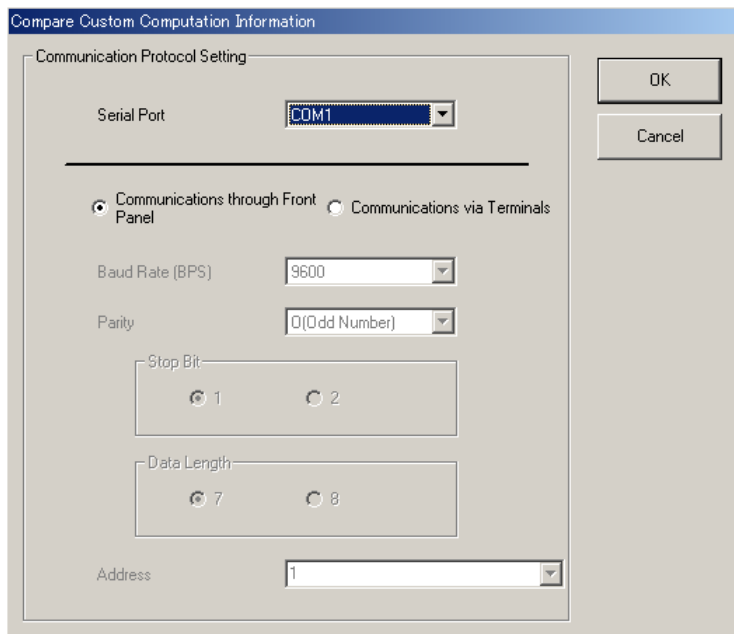 Compare Custom Computation Information
Communication Protocol Setting
OK
Serial Port
COM1
Cancel
Communications through Front
Panel
Communications via Terminals
Baud Rate (BPS)
9600
Parity
O(Odd Number)
Stop Bit
1
2
Data Length
7
8
Address
1